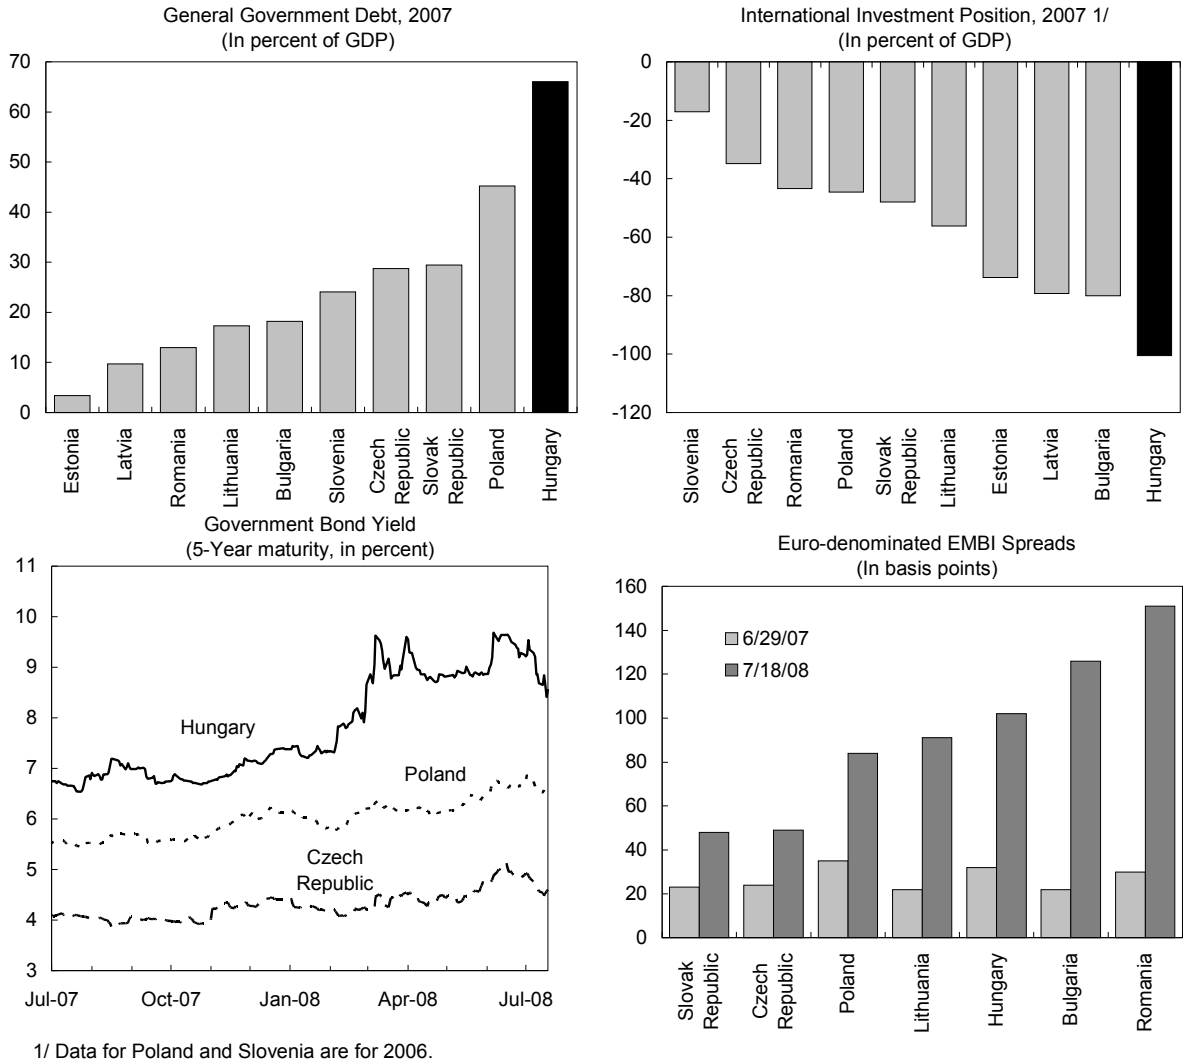 General Government Debt, 2007
(In percent of GDP)
70
60
50
40
30
20
10
0
Estonia
Latvia
Romania
Lithuania
Bulgaria
Slovenia
Czech
Republic
Slovak
Republic
Poland
Hungary
International Investment Position, 2007 1/
(In percent of GDP)
0
-20
-40
-60
-80
-100
-120
Slovenia
Czech
Republic
Romania
Poland
Slovak
Republic
Lithuania
Estonia
Latvia
Bulgaria
Hungary
Government Bond Yield
(5-Year maturity, in percent)
11
10
9
8
7
6
5
4
3
Hungary
Poland
Czech
Republic
Jul-07
Oct-07
Jan-08
Apr-08
Jul-08
Euro-denominated EMBI Spreads
(In basis points)
160
140
120
100
80
60
40
20
0
6/29/07
7/18/08
Slovak
Republic
Czech
Republic
Poland
Lithuania
Hungary
Bulgaria
Romania
1/ Data for Poland and Slovenia are for 2006.